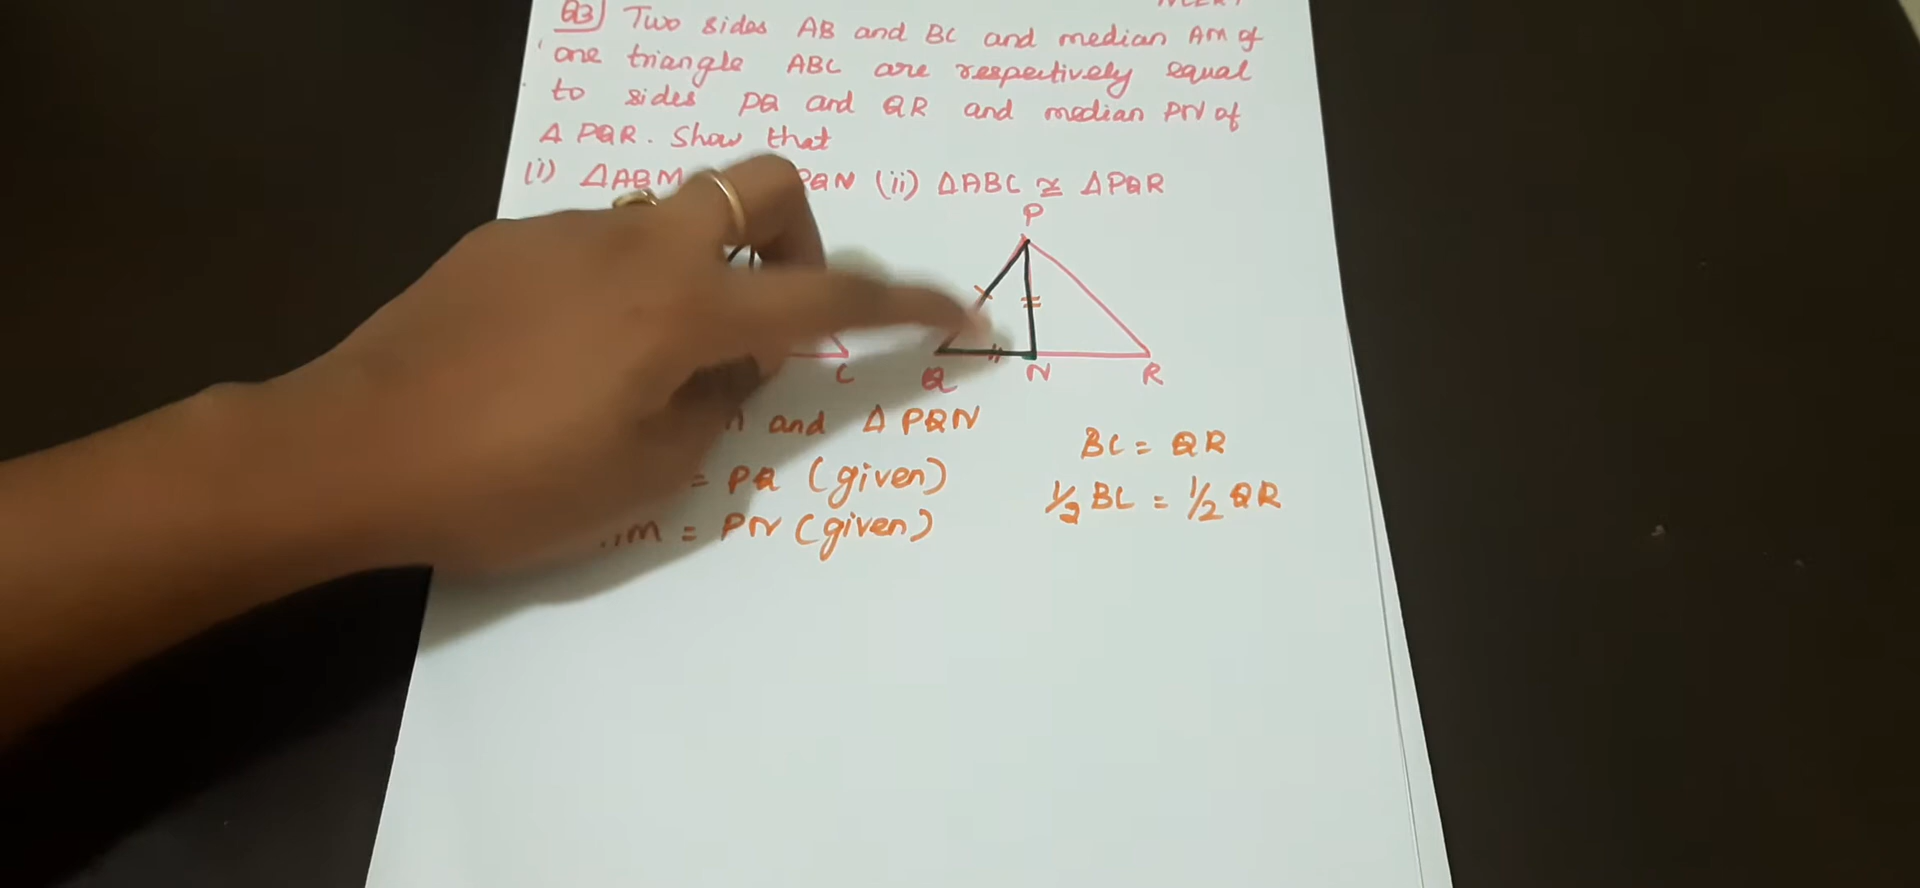 Q3) Two sides AB and BC and median AM of
one triangle ABC are respectively equal
to sides PQ and QR and median PN of
Δ PQR. Show that
(i) ΔABM PQN (ii) ΔABC ≅ ΔPQR
P
C Q N R
and Δ PQN
BC = QR
= PQ (given)
1/2 BC = 1/2 QR
M = PN (given)